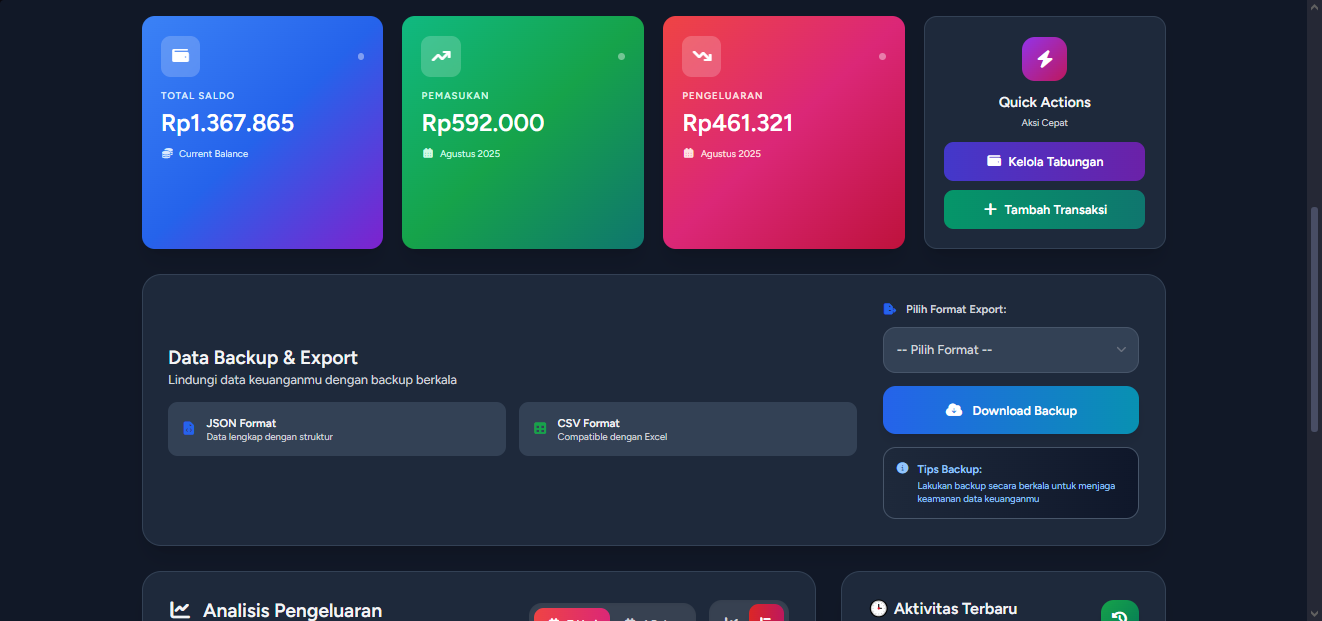 TOTAL SALDO
Rp1.367.865
Current Balance
PEMASUKAN
Rp592.000
Agustus 2025
PENGELUARAN
Rp461.321
Agustus 2025
Quick Actions
Aksi Cepat
Kelola Tabungan
Tambah Transaksi
Data Backup & Export
Lindungi data keuanganmu dengan backup berkala
JSON Format
Data lengkap dengan struktur
CSV Format
Compatible dengan Excel
Pilih Format Export:
-- Pilih Format --
Download Backup
Tips Backup:
Lakukan backup secara berkala untuk menjaga
keamanan data keuanganmu
Analisis Pengeluaran
Aktivitas Terbaru